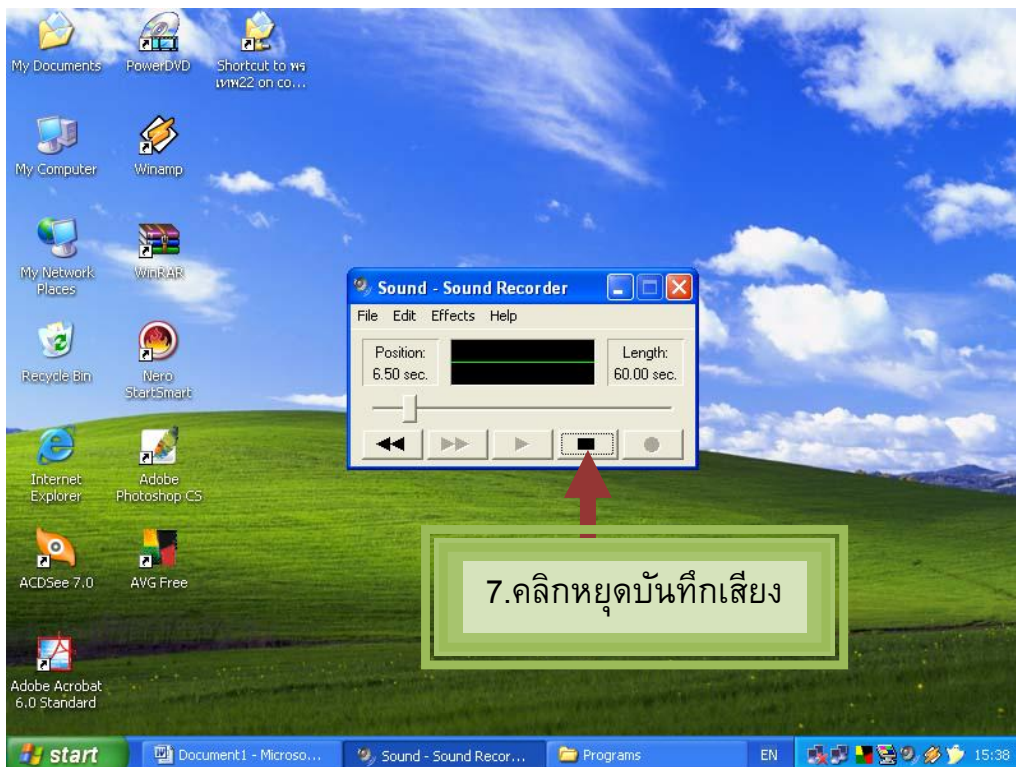 My Documents
PowerDVD
Shortcut to พระ
เทพ22 on co...
My Computer
Winamp
My Network
Places
WinRAR
Recycle Bin
Nero
StartSmart
Internet
Explorer
Adobe
Photoshop CS
ACDSee 7.0
AVG Free
Adobe Acrobat
6.0 Standard
Sound - Sound Recorder
File Edit Effects Help
Position:
6.50 sec.
Length:
60.00 sec.
7.คลิกหยุดบันทึกเสียง
start
Document1 - Microso...
Sound - Sound Recor...
Programs
EN
15:38